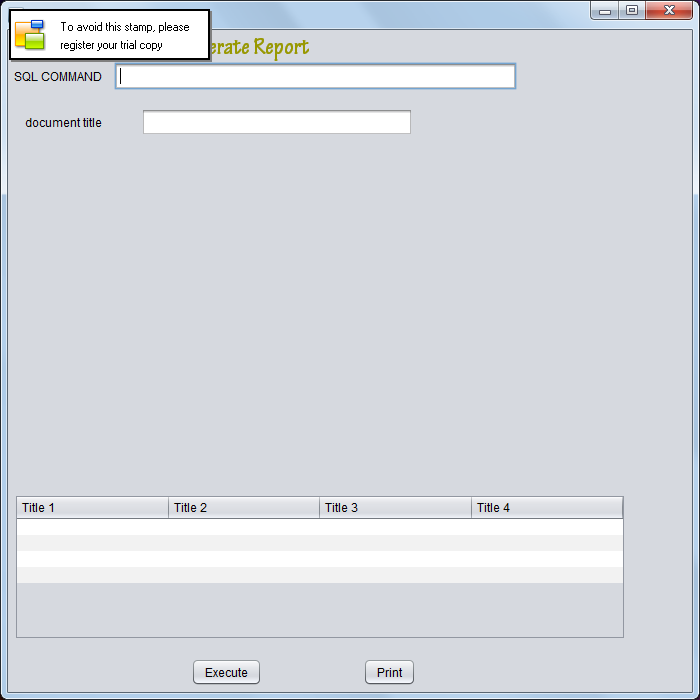 To avoid this stamp, please
register your trial copy
erate Report
SQL COMMAND
document title
Title 1 Title 2 Title 3 Title 4
Execute Print